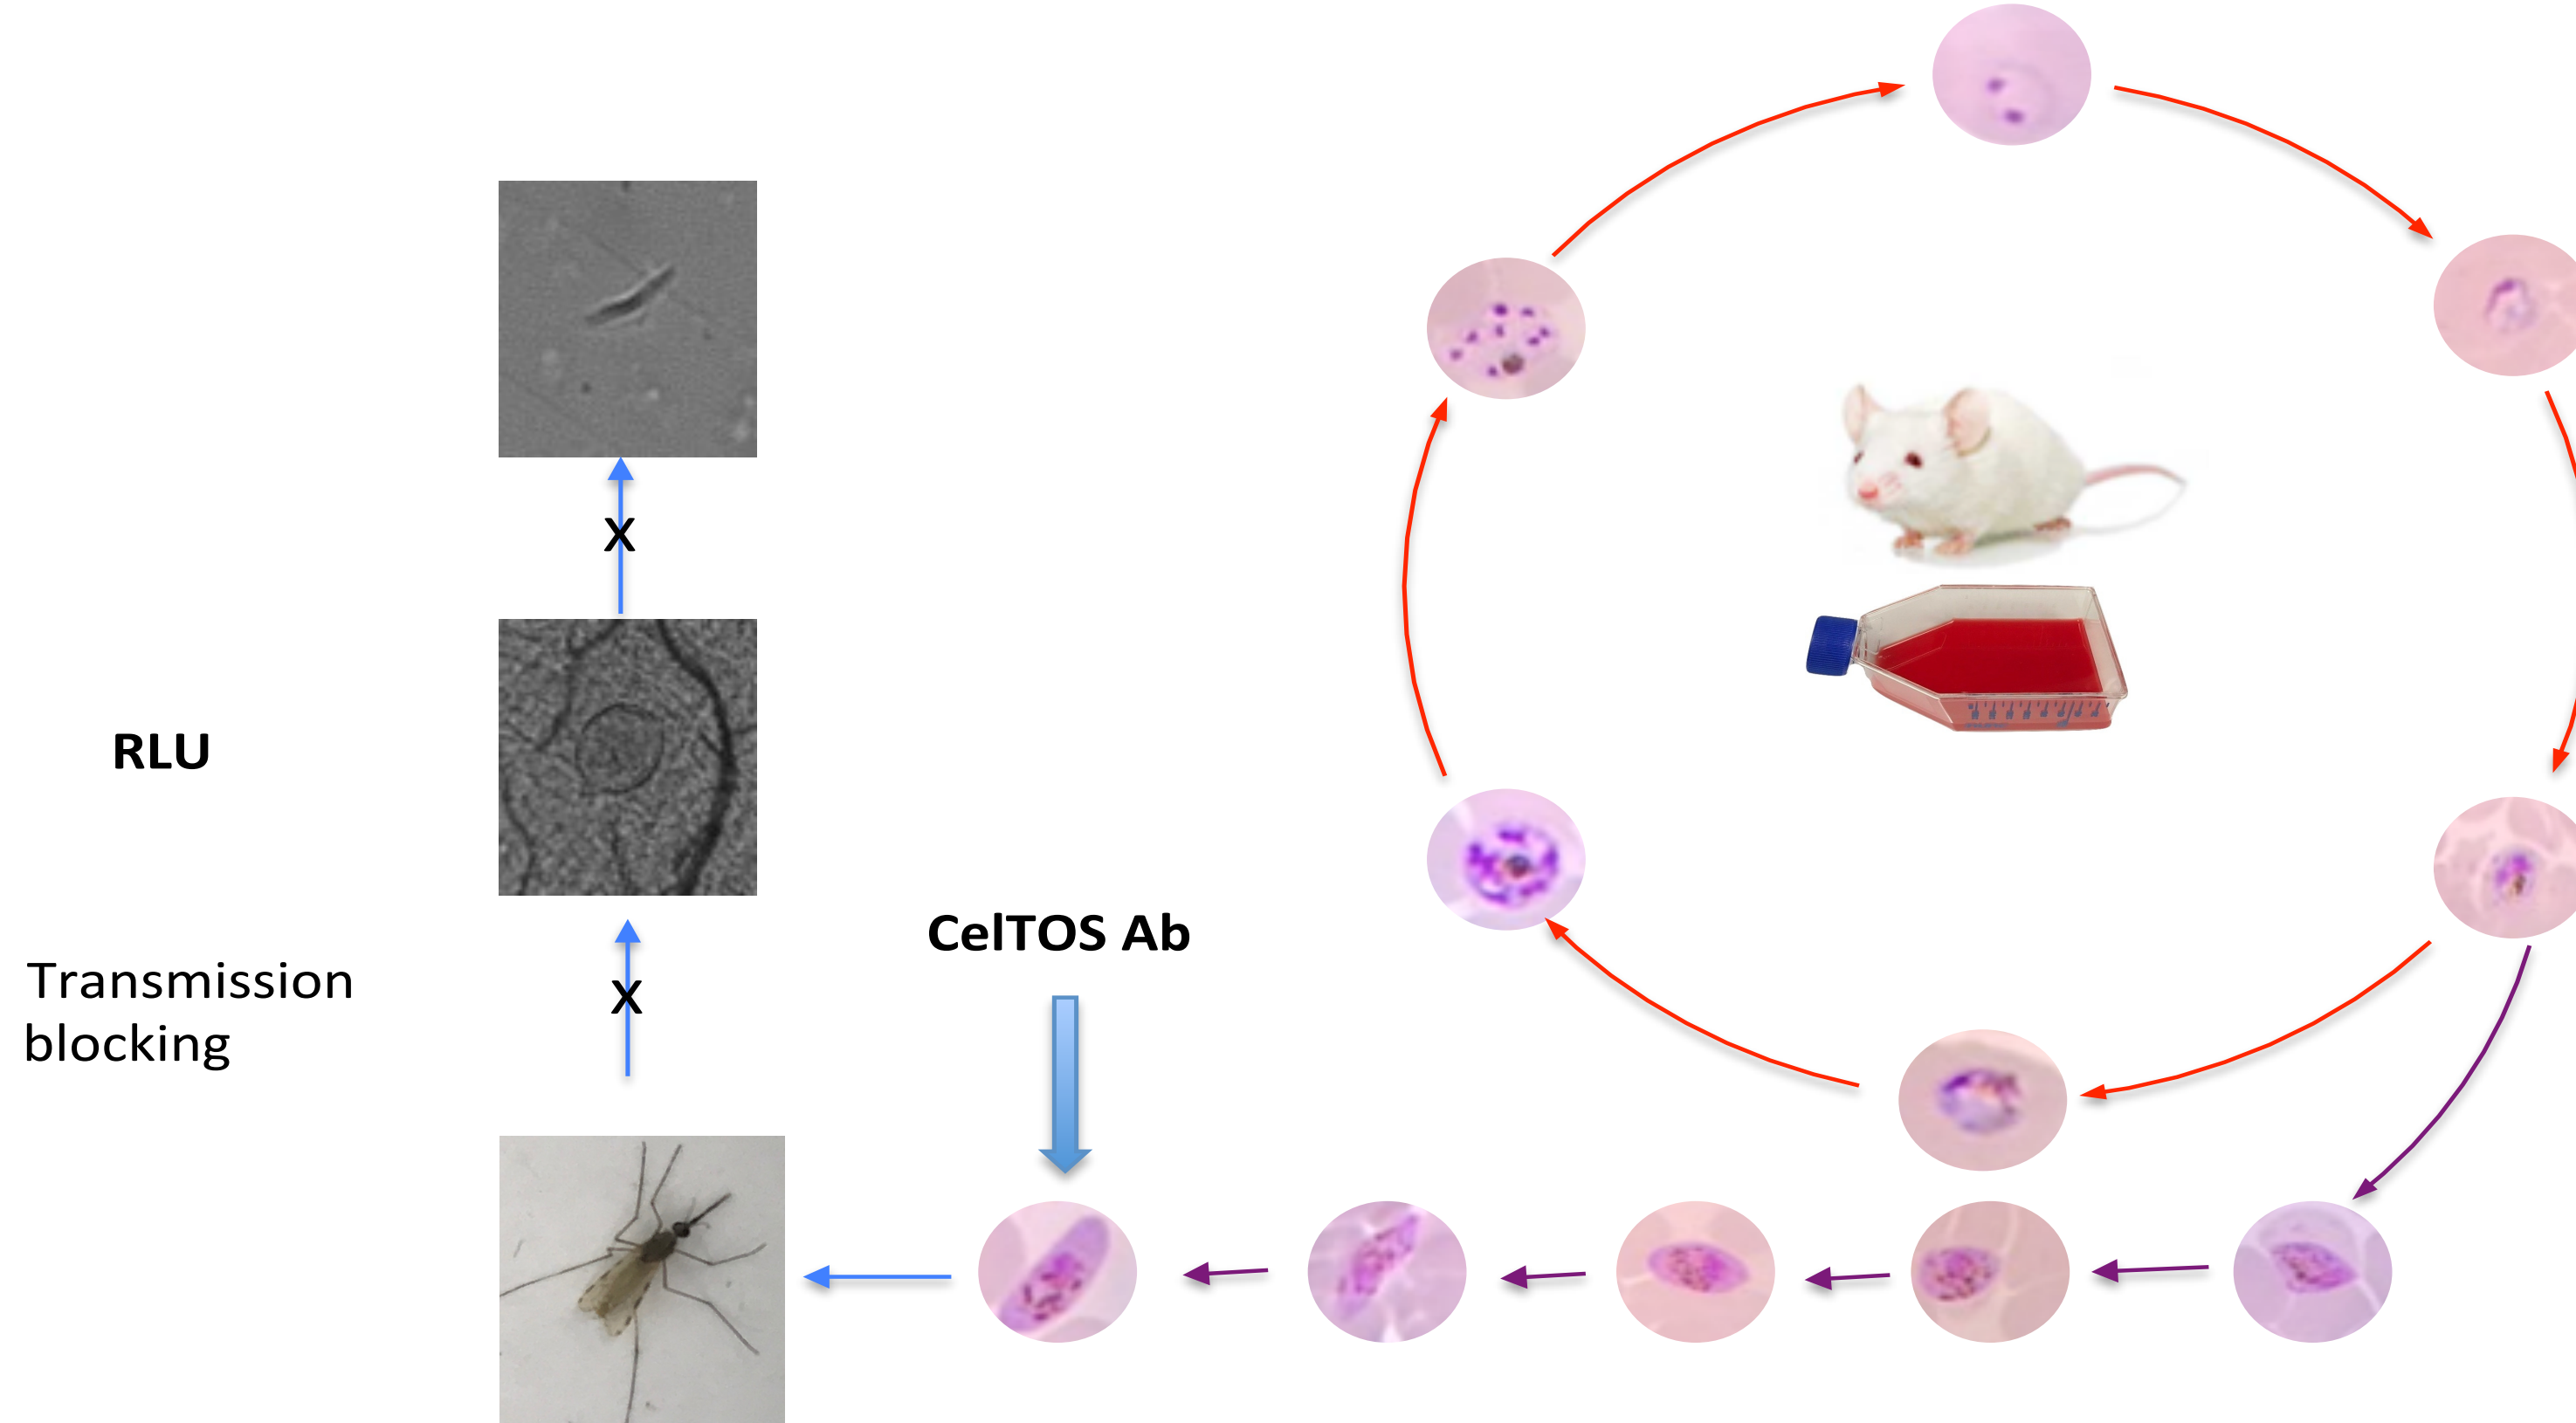 X
RLU
CelTOS Ab
Transmission
blocking
X